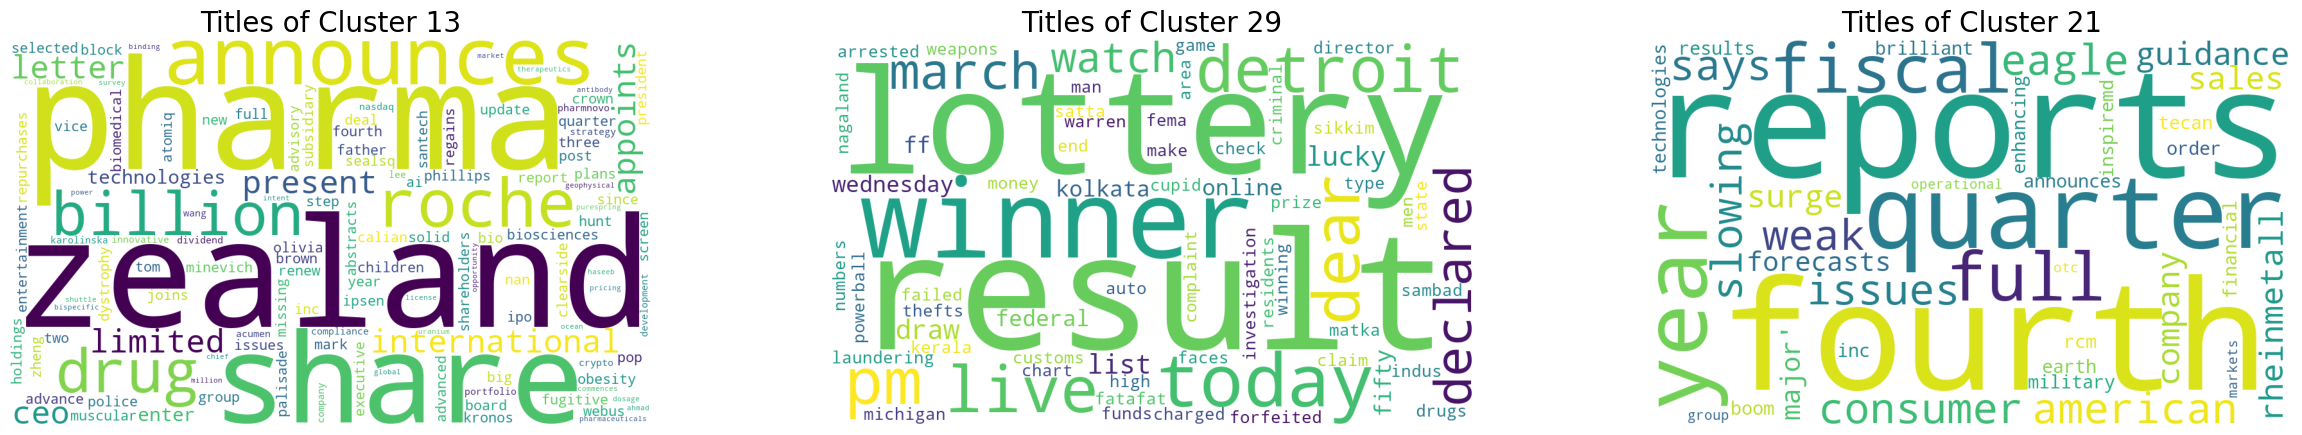 Titles of Cluster 13
selected block announces
letter
collaboration survey
binding market therapeutics
pharma
appoints president
nasdaq update
antibody
crown pharmnovo
vice new full deal fourth quarter
strategy
father three
biomedical atomiq advisory subsidiary sealsq santech regains post
repurchases technologies present ai phillips report plans
lee power step geophysical
billion roche since
wang intent hunt purespring
entertainment karolinska innovative dividend calian solid bio biosciences screen
zealand
olivia brown abstracts
tom minevich renew children nan haseeb
dystrophy joins year ipsen shareholders opportunity clearside pricing
shuttle bispecific missing inc ipo license development
holdings two limited acumen issues compliance mark uranium international ocean
zheng drug chief palisade share executive global advanced big crypto pop
advance police million group company portfolio obesity commences
ceo muscular enter board kronos fugitive dosage webus ahmad pharmaceuticals
Titles of Cluster 29
arrested weapons watch game director
march area detroit
man
lottery
nagaland satta warren fema criminal
ff end make check sikkim
lucky
wednesday money kolkata cupid online type
winner prize dear men state declared
numbers powerball result complaint investigation residents winning sambad
failed auto
thefts federal matka
draw
kerala
laundering customs list faces claim indus
chart high fifty
pm live fatafat today
michigan funds charged forfeited drugs
Titles of Cluster 21
technologies results brilliant guidance
says fiscal eagle sales
reports
enhancing inspiremd tecan
order
slowing operational announces
surge quarter
year weak
forecasts otc financial rheinmetall
issues full company
fourth
major' inc rcm
earth
military markets
group boom consumer american